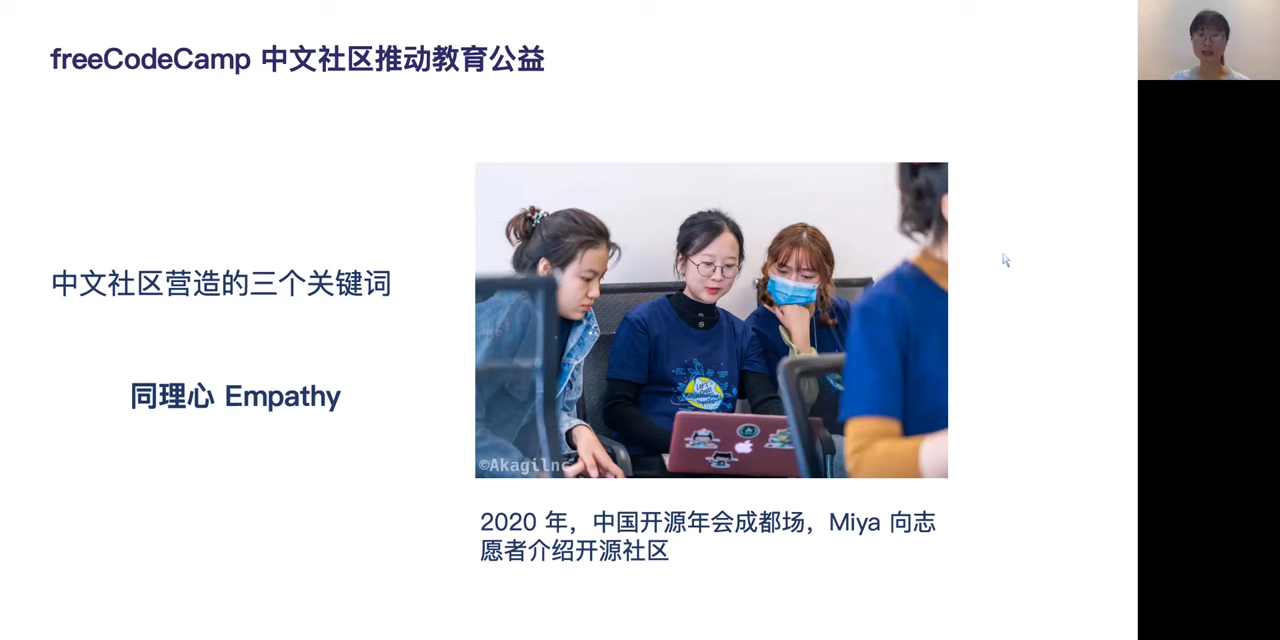 freeCodeCamp 中文社区推动教育公益
中文社区营造的三个关键词
同理心 Empathy
©Akagilnc
2020 年，中国开源年会成都场，Miya 向志
愿者介绍开源社区